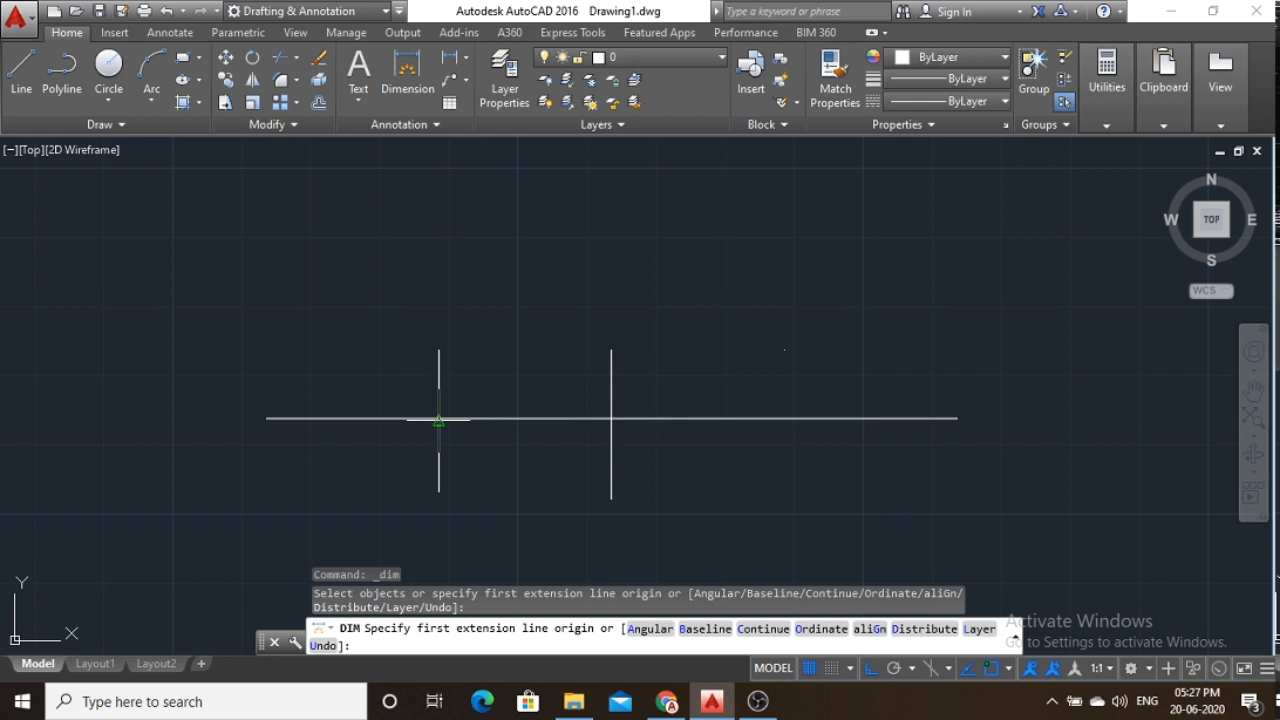 Drafting & Annotation
Autodesk AutoCAD 2016 Drawing1.dwg
Type a keyword or phrase
Sign In
Home Insert Annotate Parametric View Manage Output Add-ins A360 Express Tools Featured Apps Performance BIM 360
Line Polyline Circle Arc
Draw
Modify
Text Dimension
Annotation
Layer
Properties
0
Layers
Insert
Block
Match
Properties
ByLayer
ByLayer
ByLayer
Properties
Group
Groups
Utilities
Clipboard
View
[−][Top][2D Wireframe]
N
W TOP E
S
WCS
Y
X
Command: _dim
Select objects or specify first extension line origin or [Angular/Baseline/Continue/Ordinate/aliGn/
Distribute/Layer/Undo]:
DIM Specify first extension line origin or [Angular Baseline Continue Ordinate aliGn Distribute Layer
Undo]:
Activate Windows
Go to Settings to activate Windows.
Model Layout1 Layout2 +
MODEL
1:1
Type here to search
ENG
05:27 PM
20-06-2020
3